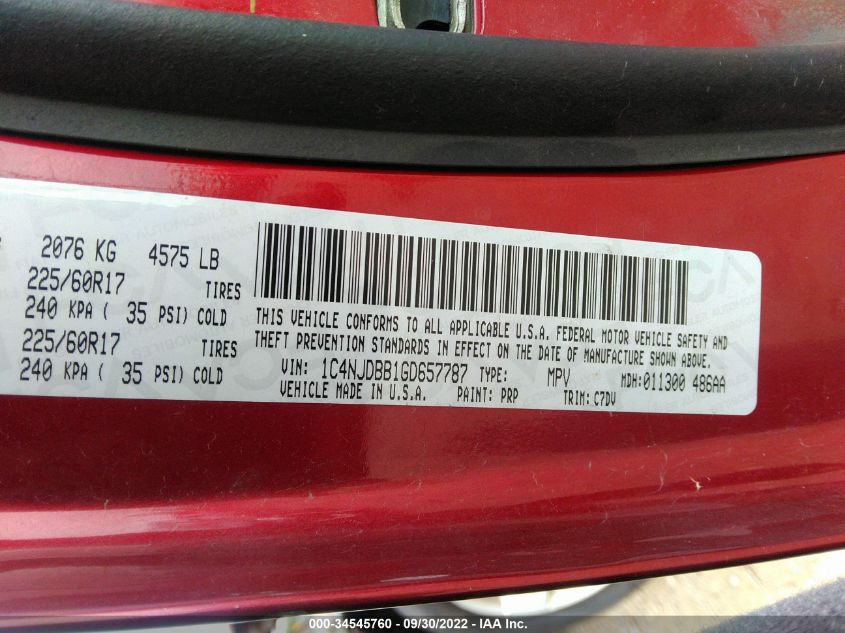 2076 KG 4575 LB
225/60R17 TIRES
240 KPA ( 35 PSI) COLD
225/60R17 TIRES
240 KPA ( 35 PSI) COLD
THIS VEHICLE CONFORMS TO ALL APPLICABLE U.S.A. FEDERAL MOTOR VEHICLE SAFETY AND
THEFT PREVENTION STANDARDS IN EFFECT ON THE DATE OF MANUFACTURE SHOWN ABOVE.
VIN: 1C4NJDBB1GD657787 TYPE: MPV MDH:011300 486AA
VEHICLE MADE IN U.S.A. PAINT: PRP TRIM: C7DV
000-34545760 - 09/30/2022 - IAA Inc.